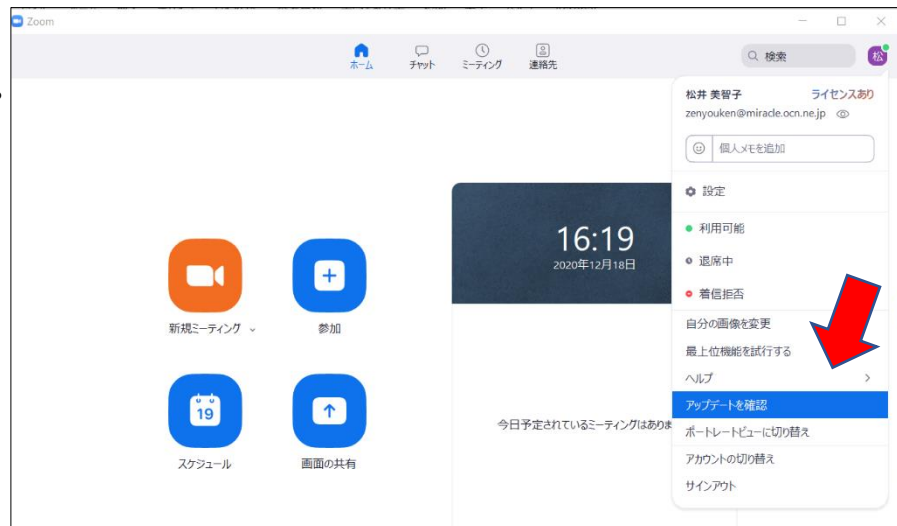 Zoom
ホーム
チャット
ミーティング
連絡先
検索
松
松井 美智子 ライセンスあり
zenyouken@miracle.ocn.ne.jp
個人メモを追加
設定
16:19
2020年12月18日
利用可能
退席中
着信拒否
新規ミーティング
参加
自分の画像を変更
最上位機能を試行する
ヘルプ
アップデートを確認
19
今日予定されているミーティングはありま
ポートレートビューに切り替え
スケジュール
画面の共有
アカウントの切り替え
サインアウト